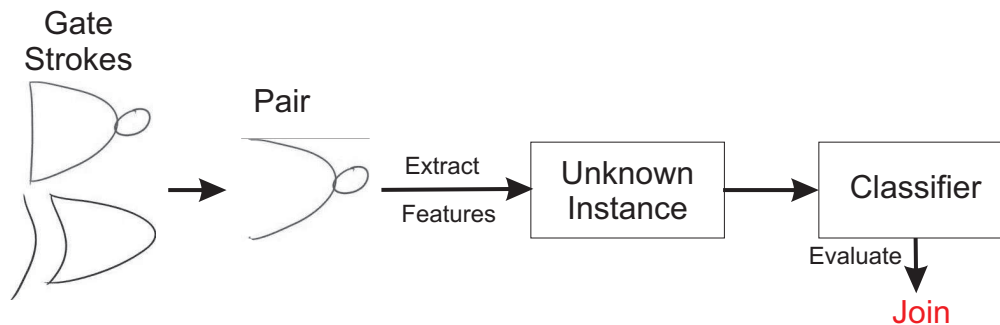 Gate
Strokes
Pair
Extract
Features
Unknown
Instance
Classifier
Evaluate
Join